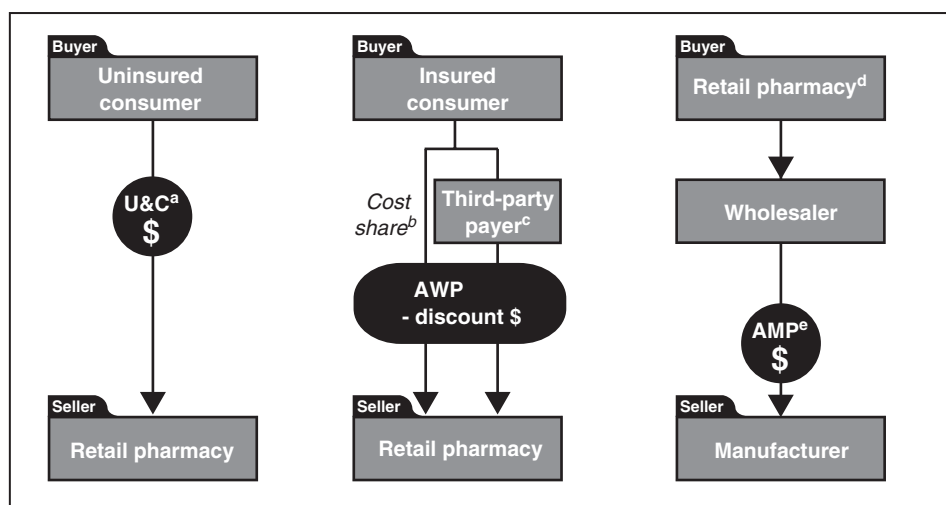 Buyer
Uninsured
consumer
U&Cᵃ
$
Seller
Retail pharmacy
Buyer
Insured
consumer
Cost
shareᵇ
Third-party
payerᶜ
AWP
- discount $
Seller
Retail pharmacy
Buyer
Retail pharmacyᵈ
Wholesaler
AMPᵉ
$
Seller
Manufacturer